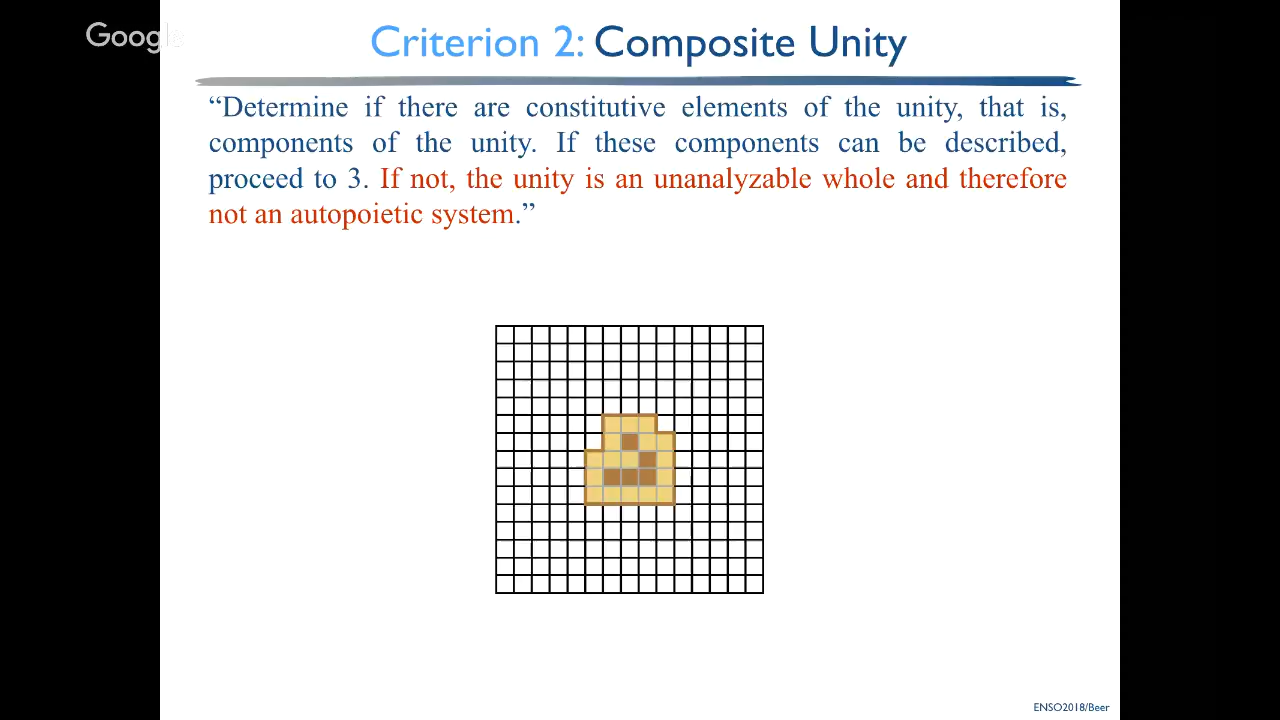 Google
Criterion 2: Composite Unity
“Determine if there are constitutive elements of the unity, that is,
components of the unity. If these components can be described,
proceed to 3. If not, the unity is an unanalyzable whole and therefore
not an autopoietic system.”
ENSO2018/Beer